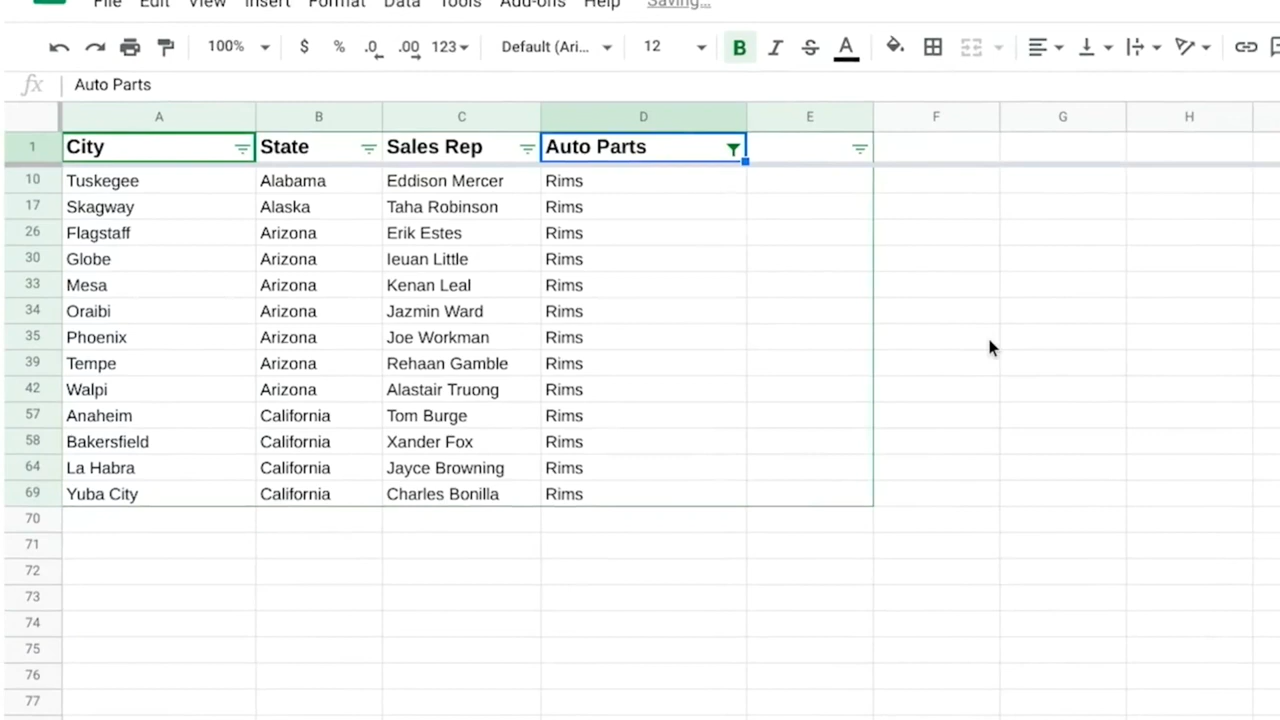 File Edit View Insert Format Data Tools Add-ons Help Saving...
100% $ % .0 .00 123 Default (Ari... 12 B I S A
fx Auto Parts
A B C D E F G H
1 City State Sales Rep Auto Parts
10 Tuskegee Alabama Eddison Mercer Rims
17 Skagway Alaska Taha Robinson Rims
26 Flagstaff Arizona Erik Estes Rims
30 Globe Arizona Ieuan Little Rims
33 Mesa Arizona Kenan Leal Rims
34 Oraibi Arizona Jazmin Ward Rims
35 Phoenix Arizona Joe Workman Rims
39 Tempe Arizona Rehaan Gamble Rims
42 Walpi Arizona Alastair Truong Rims
57 Anaheim California Tom Burge Rims
58 Bakersfield California Xander Fox Rims
64 La Habra California Jayce Browning Rims
69 Yuba City California Charles Bonilla Rims
70
71
72
73
74
75
76
77